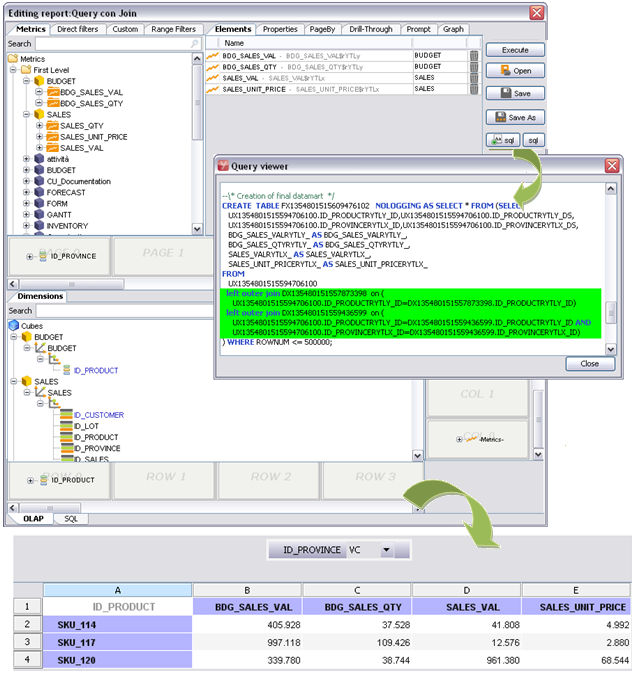 Editing report:Query con Join
Metrics Direct filters Custom Range Filters
Search
Metrics
First Level
BUDGET
BDG_SALES_VAL
BDG_SALES_QTY
SALES
SALES_QTY
SALES_UNIT_PRICE
SALES_VAL
attività
BUDGET
CU_Documentation
FORECAST
FORM
GANTT
INVENTORY
Elements Properties PageBy Drill-Through Prompt Graph
Name
BDG_SALES_VAL - BDG_SALES_VAL$rYTLy BUDGET
BDG_SALES_QTY - BDG_SALES_QTY$rYTLy BUDGET
SALES_VAL - SALES_VAL$rYTLx SALES
SALES_UNIT_PRICE - SALES_UNIT_PRICE$rYTLx SALES
Execute
Open
Save
Save As
sql sql
ID_PROVINCE PAGE 1
Query viewer
--\* Creation of final datamart */
CREATE TABLE FX1354801515609476102 NOLOGGING AS SELECT * FROM (SELEC
UX1354801515594706100.ID_PRODUCTRYTLY_ID,UX1354801515594706100.ID_PRODUCTRYTLY_DS,
UX1354801515594706100.ID_PROVINCERYTLX_ID,UX1354801515594706100.ID_PROVINCERYTLX_DS,
BDG_SALES_VALRYTLY_ AS BDG_SALES_VALRYTLY_,
BDG_SALES_QTYRYTLY_ AS BDG_SALES_QTYRYTLY_,
SALES_VALRYTLX_ AS SALES_VALRYTLX_,
SALES_UNIT_PRICERYTLX_ AS SALES_UNIT_PRICERYTLX_
FROM
UX1354801515594706100
left outer join DX1354801551557873398 on (
UX1354801515594706100.ID_PRODUCTRYTLY_ID=DX1354801551557873398.ID_PRODUCTRYTLY_ID)
left outer join DX1354801515559436599 on (
UX1354801515594706100.ID_PRODUCTRYTLY_ID=DX1354801515559436599.ID_PRODUCTRYTLY_ID AND
UX1354801515594706100.ID_PROVINCERYTLX_ID=DX1354801515559436599.ID_PROVINCERYTLX_ID)
) WHERE ROWNUM <= 500000;
Close
Dimensions
Search
Cubes
BUDGET
BUDGET
ID_PRODUCT
SALES
SALES
ID_CUSTOMER
ID_LOT
ID_PRODUCT
ID_PROVINCE
ID_SALES
COL 1
-Metrics-
ID_PRODUCT ROW 1 ROW 2 ROW 3
OLAP SQL
ID_PROVINCE VC
A B C D E
1 ID_PRODUCT BDG_SALES_VAL BDG_SALES_QTY SALES_VAL SALES_UNIT_PRICE
2 SKU_114 405.928 37.528 41.808 4.992
3 SKU_117 997.118 109.426 12.576 2.880
4 SKU_120 339.780 38.744 961.380 68.544